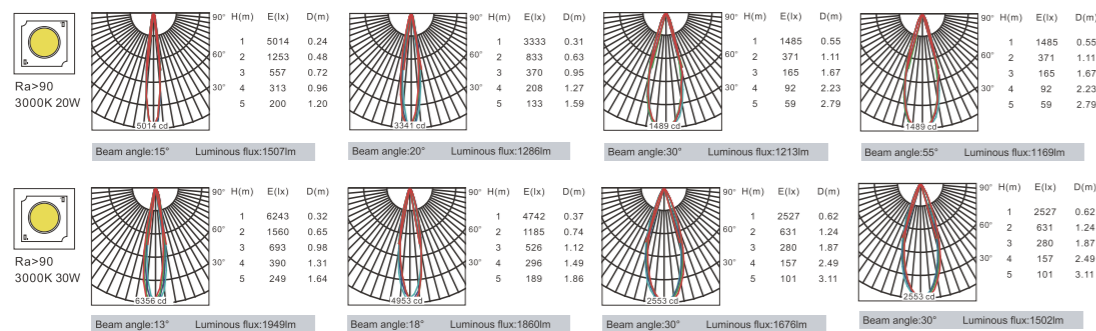 90° H(m) E(lx) D(m)
1 5014 0.24
60° 2 1253 0.48
3 557 0.72
30° 4 313 0.96
5 200 1.20
5014 cd
Beam angle:15° Luminous flux:1507lm
90° H(m) E(lx) D(m)
1 3333 0.31
60° 2 833 0.63
3 370 0.95
30° 4 208 1.27
5 133 1.59
3341 cd
Beam angle:20° Luminous flux:1286lm
90° H(m) E(lx) D(m)
1 1485 0.55
60° 2 371 1.11
3 165 1.67
30° 4 92 2.23
5 59 2.79
1489 cd
Beam angle:30° Luminous flux:1213lm
90° H(m) E(lx) D(m)
1 1485 0.55
60° 2 371 1.11
3 165 1.67
30° 4 92 2.23
5 59 2.79
1489 cd
Beam angle:55° Luminous flux:1169lm
Ra>90
3000K 20W
90° H(m) E(lx) D(m)
1 6243 0.32
60° 2 1560 0.65
3 693 0.98
30° 4 390 1.31
5 249 1.64
6356 cd
Beam angle:13° Luminous flux:1949lm
90° H(m) E(lx) D(m)
1 4742 0.37
60° 2 1185 0.74
3 526 1.12
30° 4 296 1.49
5 189 1.86
4953 cd
Beam angle:18° Luminous flux:1860lm
90° H(m) E(lx) D(m)
1 2527 0.62
60° 2 631 1.24
3 280 1.87
30° 4 157 2.49
5 101 3.11
2553 cd
Beam angle:30° Luminous flux:1676lm
90° H(m) E(lx) D(m)
1 2527 0.62
60° 2 631 1.24
3 280 1.87
30° 4 157 2.49
5 101 3.11
2553 cd
Beam angle:30° Luminous flux:1502lm
Ra>90
3000K 30W